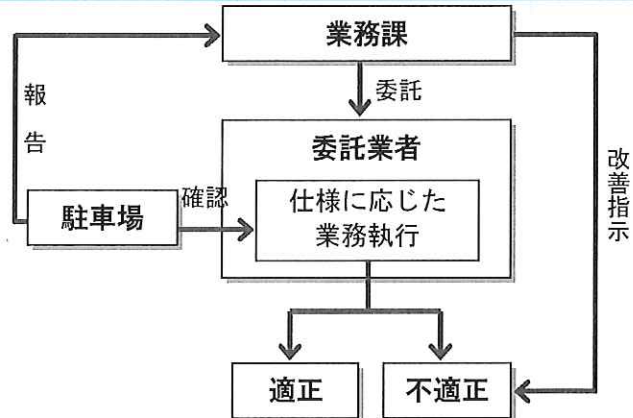 業務課
報告
委託
委託業者
改善指示
確認
駐車場
仕様に応じた
業務執行
適正
不適正